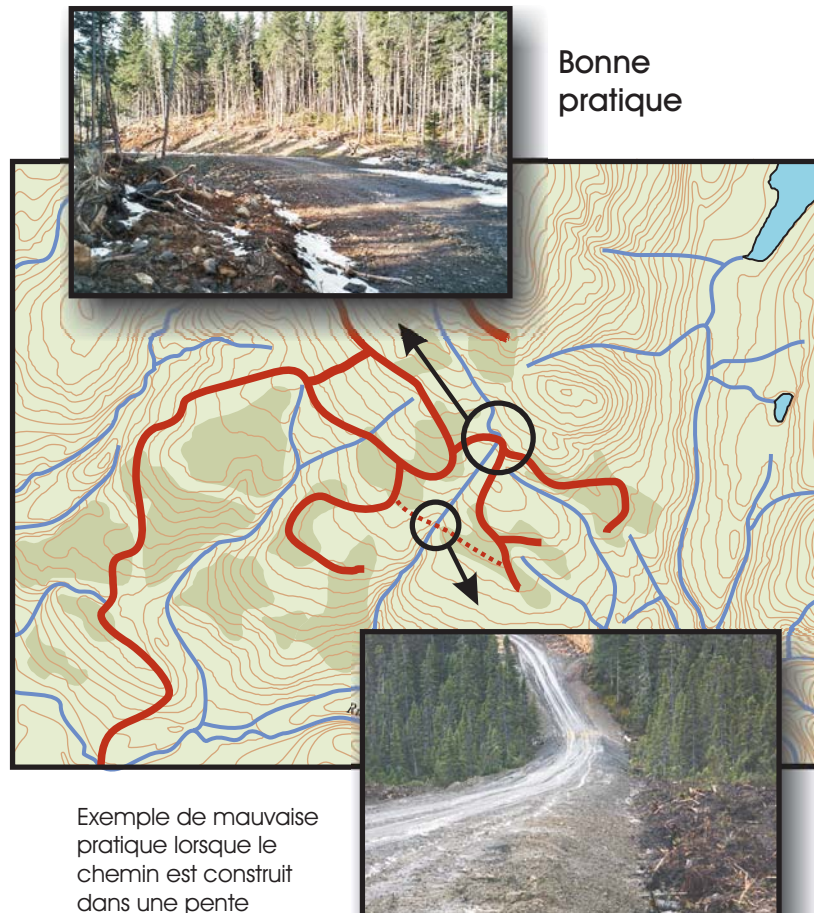 Bonne
pratique
Exemple de mauvaise
pratique lorsque le
chemin est construit
dans une pente